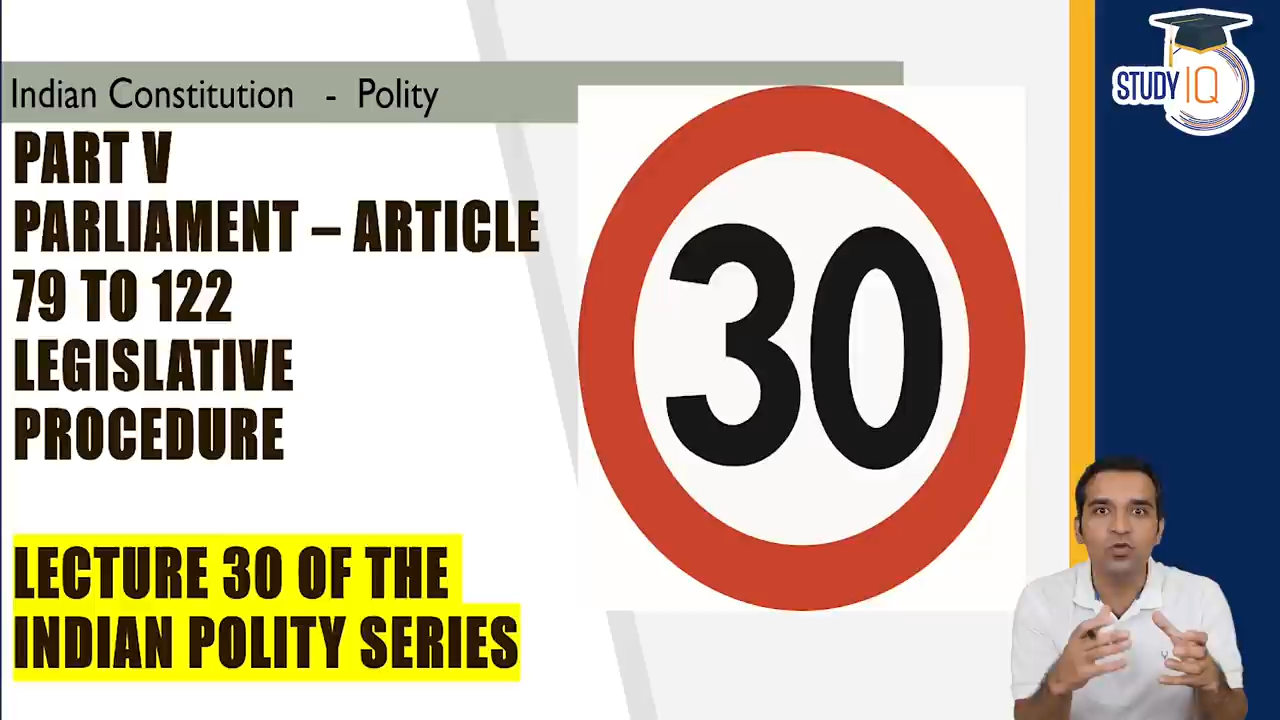 Indian Constitution - Polity
PART V
PARLIAMENT – ARTICLE
79 TO 122
LEGISLATIVE
PROCEDURE
LECTURE 30 OF THE
INDIAN POLITY SERIES
30
STUDY IQ